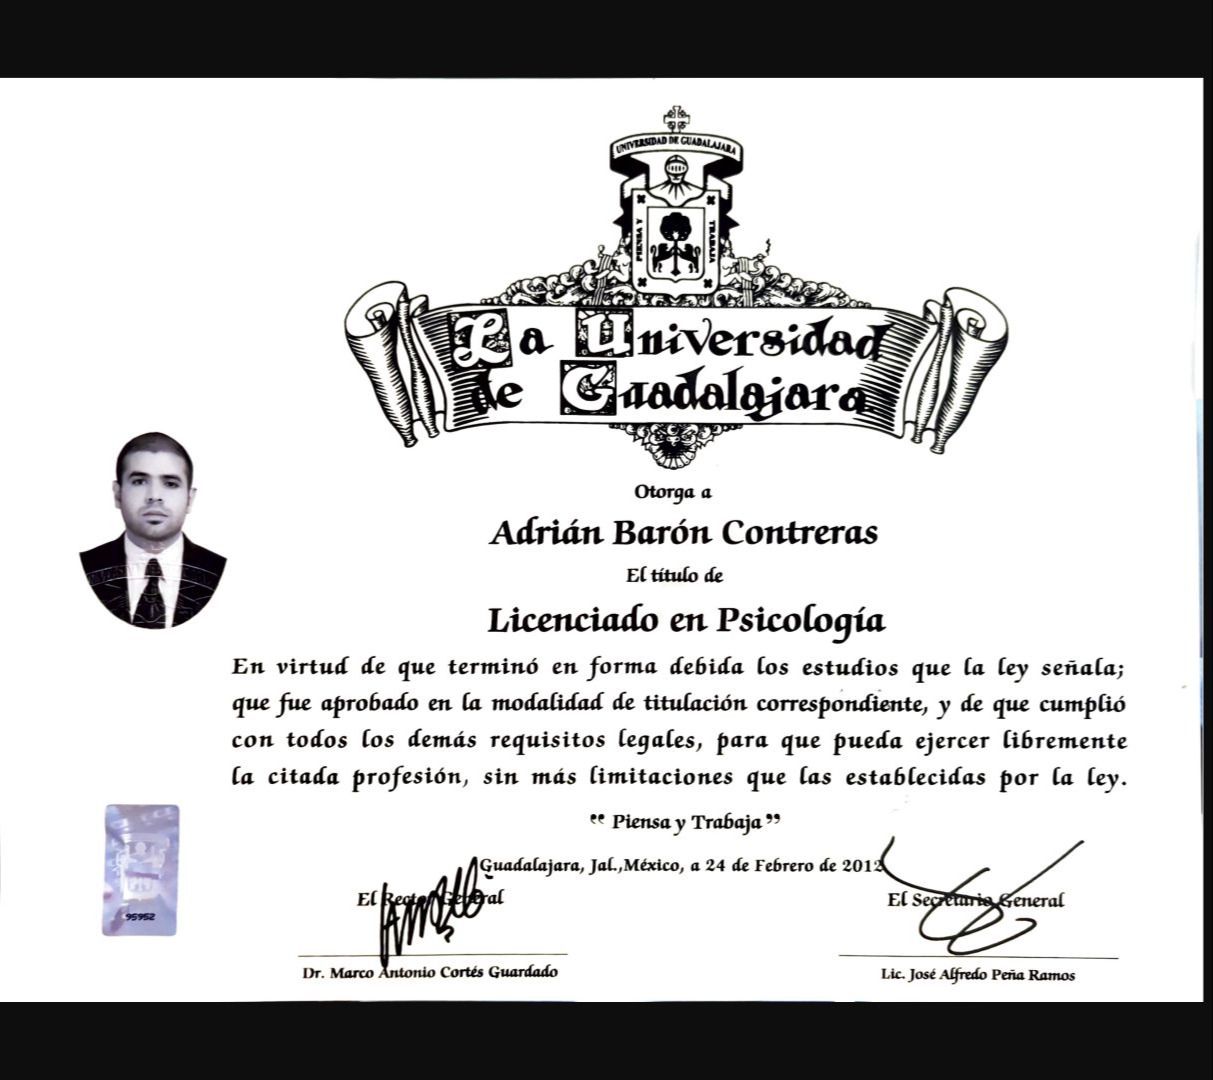 UNIVERSIDAD DE GUADALAJARA
PIENSA Y
TRABAJA
La Universidad
de Guadalajara
Otorga a
Adrián Barón Contreras
El título de
Licenciado en Psicología
En virtud de que terminó en forma debida los estudios que la ley señala;
que fue aprobado en la modalidad de titulación correspondiente, y de que cumplió
con todos los demás requisitos legales, para que pueda ejercer libremente
la citada profesión, sin más limitaciones que las establecidas por la ley.
“ Piensa y Trabaja ”
Guadalajara, Jal.,México, a 24 de Febrero de 2012
El Rector General
El Secretario General
95952
Dr. Marco Antonio Cortés Guardado
Lic. José Alfredo Peña Ramos